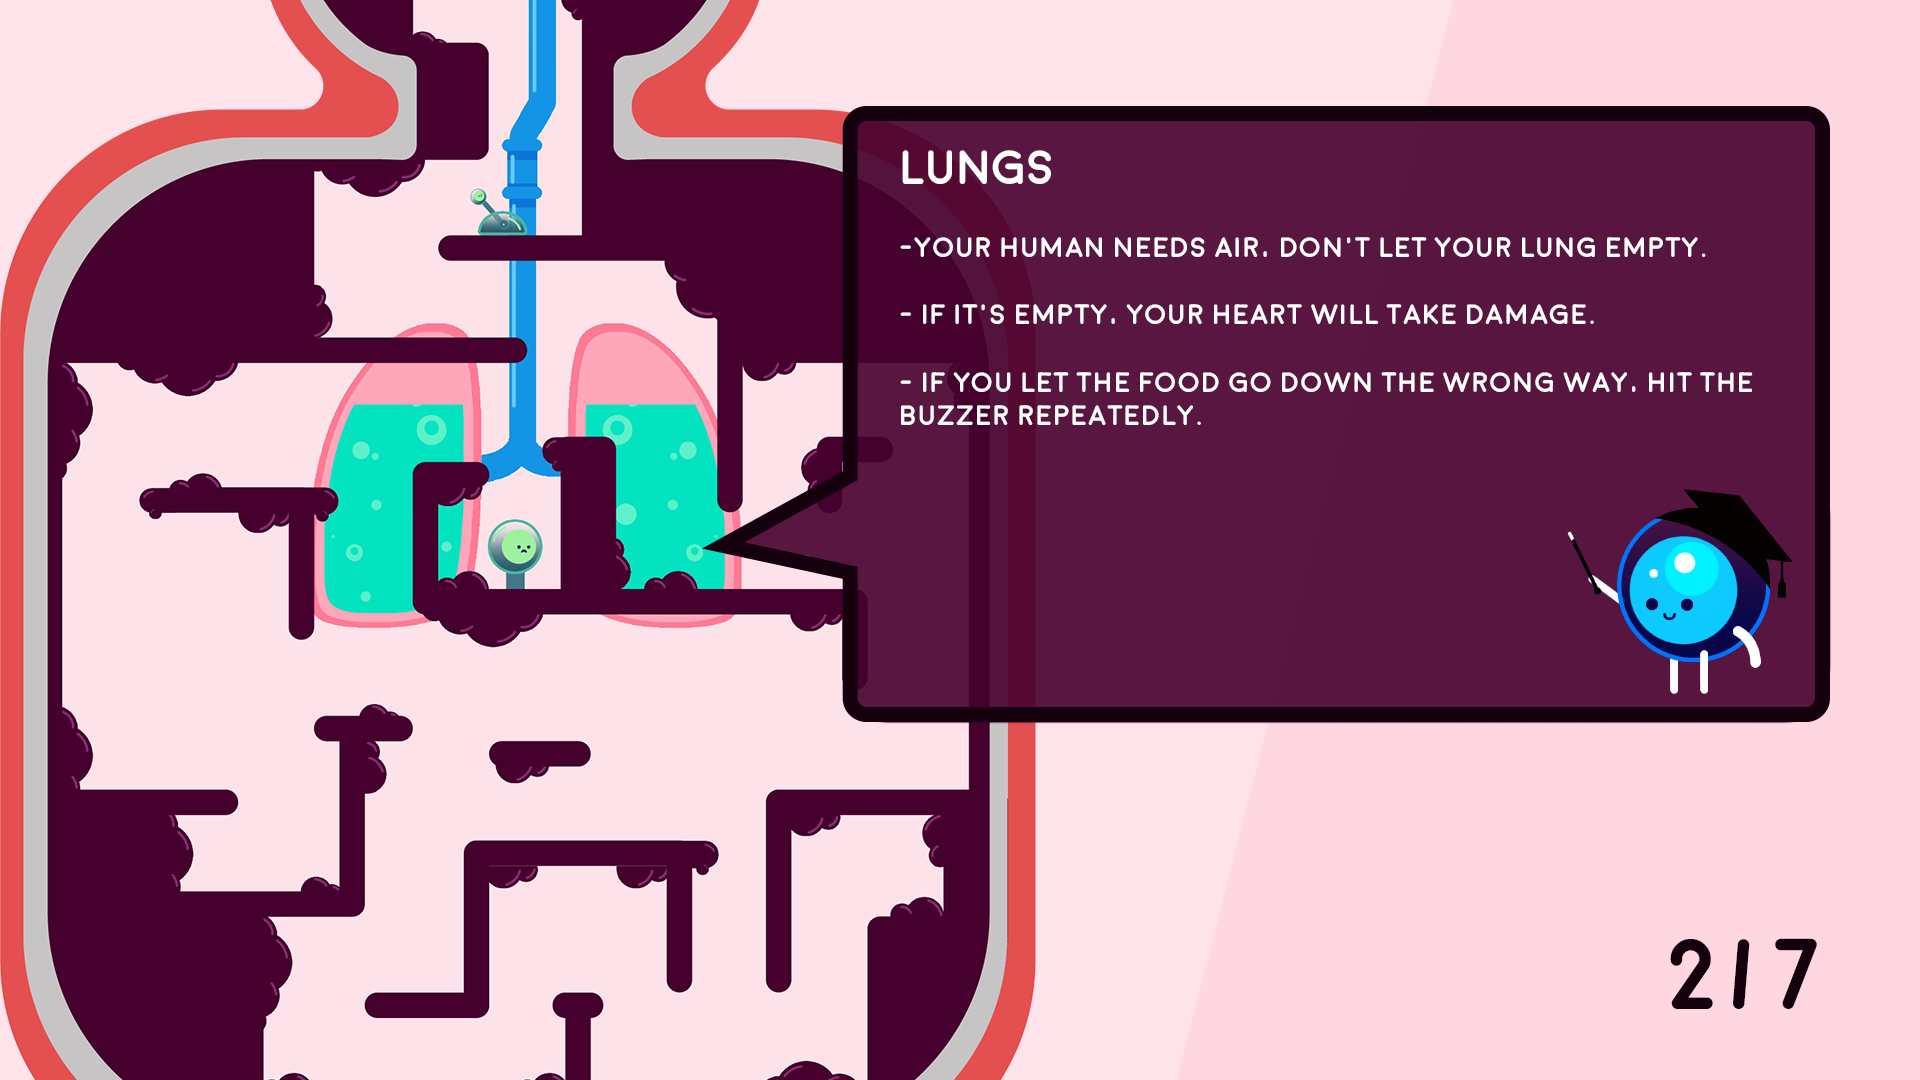 LUNGS
-YOUR HUMAN NEEDS AIR. DON'T LET YOUR LUNG EMPTY.
- IF IT'S EMPTY, YOUR HEART WILL TAKE DAMAGE.
- IF YOU LET THE FOOD GO DOWN THE WRONG WAY, HIT THE
BUZZER REPEATEDLY.
2/7